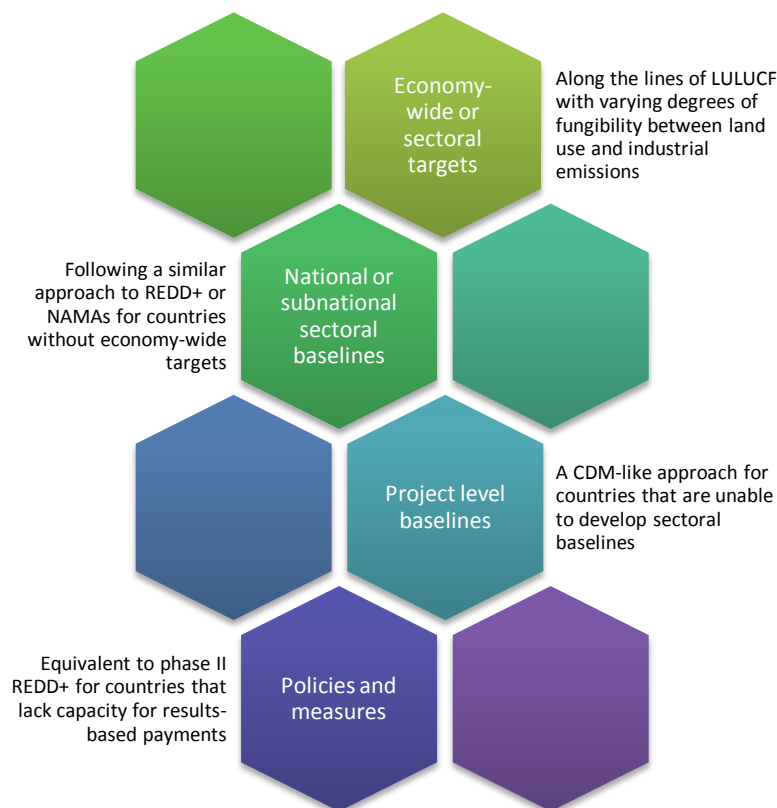 Economy-
wide or
sectoral
targets
Along the lines of LULUCF
with varying degrees of
fungibility between land
use and industrial
emissions
Following a similar
approach to REDD+ or
NAMAs for countries
without economy-wide
targets
National or
subnational
sectoral
baselines
Project level
baselines
A CDM-like approach for
countries that are unable
to develop sectoral
baselines
Equivalent to phase II
REDD+ for countries that
lack capacity for results-
based payments
Policies and
measures